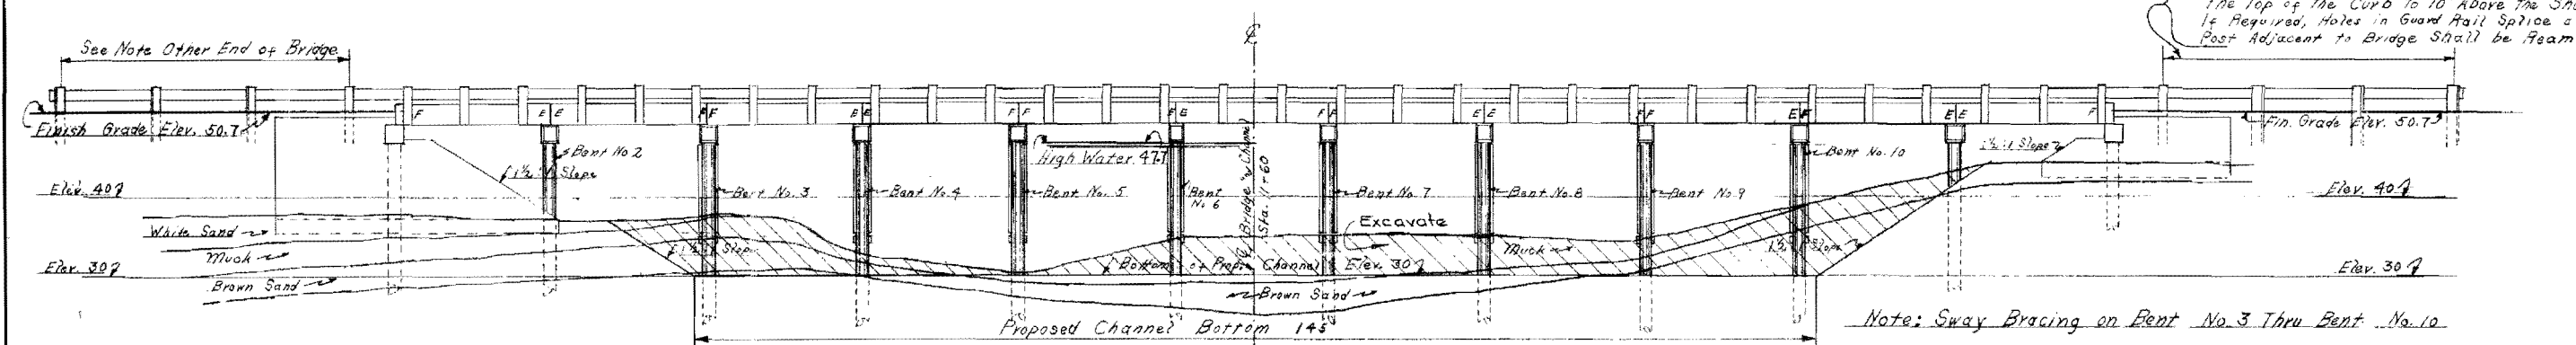 The Top of The Curb To 10 Above The
If Required, Holes in Guard Rail Splice
Post Adjacent to Bridge Shall be Ream
See Note Other End of Bridge
℄
E E
F F
E E
F F
E E
F F
E E
F F
E F
E E
F
F
Finish Grade Elev. 50.7
Fin. Grade Elev. 50.7
High Water 47.7
Bent No 2
1½:1 Slope
Bent No. 10
1½:1 Slope
Elev. 40
Bent No. 3
Bent No. 4
Bent No. 5
Bent No 6
℄ Bridge & Channel
Sta. 11+60
Bent No. 7
Bent No. 8
Bent No. 9
Elev. 40
White Sand
Excavate
Muck
1½:1 Slope
Muck
1½:1 Slope
Elev. 30
Bottom of Prop. Channel Elev. 30
Elev. 30
Brown Sand
Brown Sand
Proposed Channel Bottom 145'
Note: Sway Bracing on Bent No. 3 Thru Bent No. 10